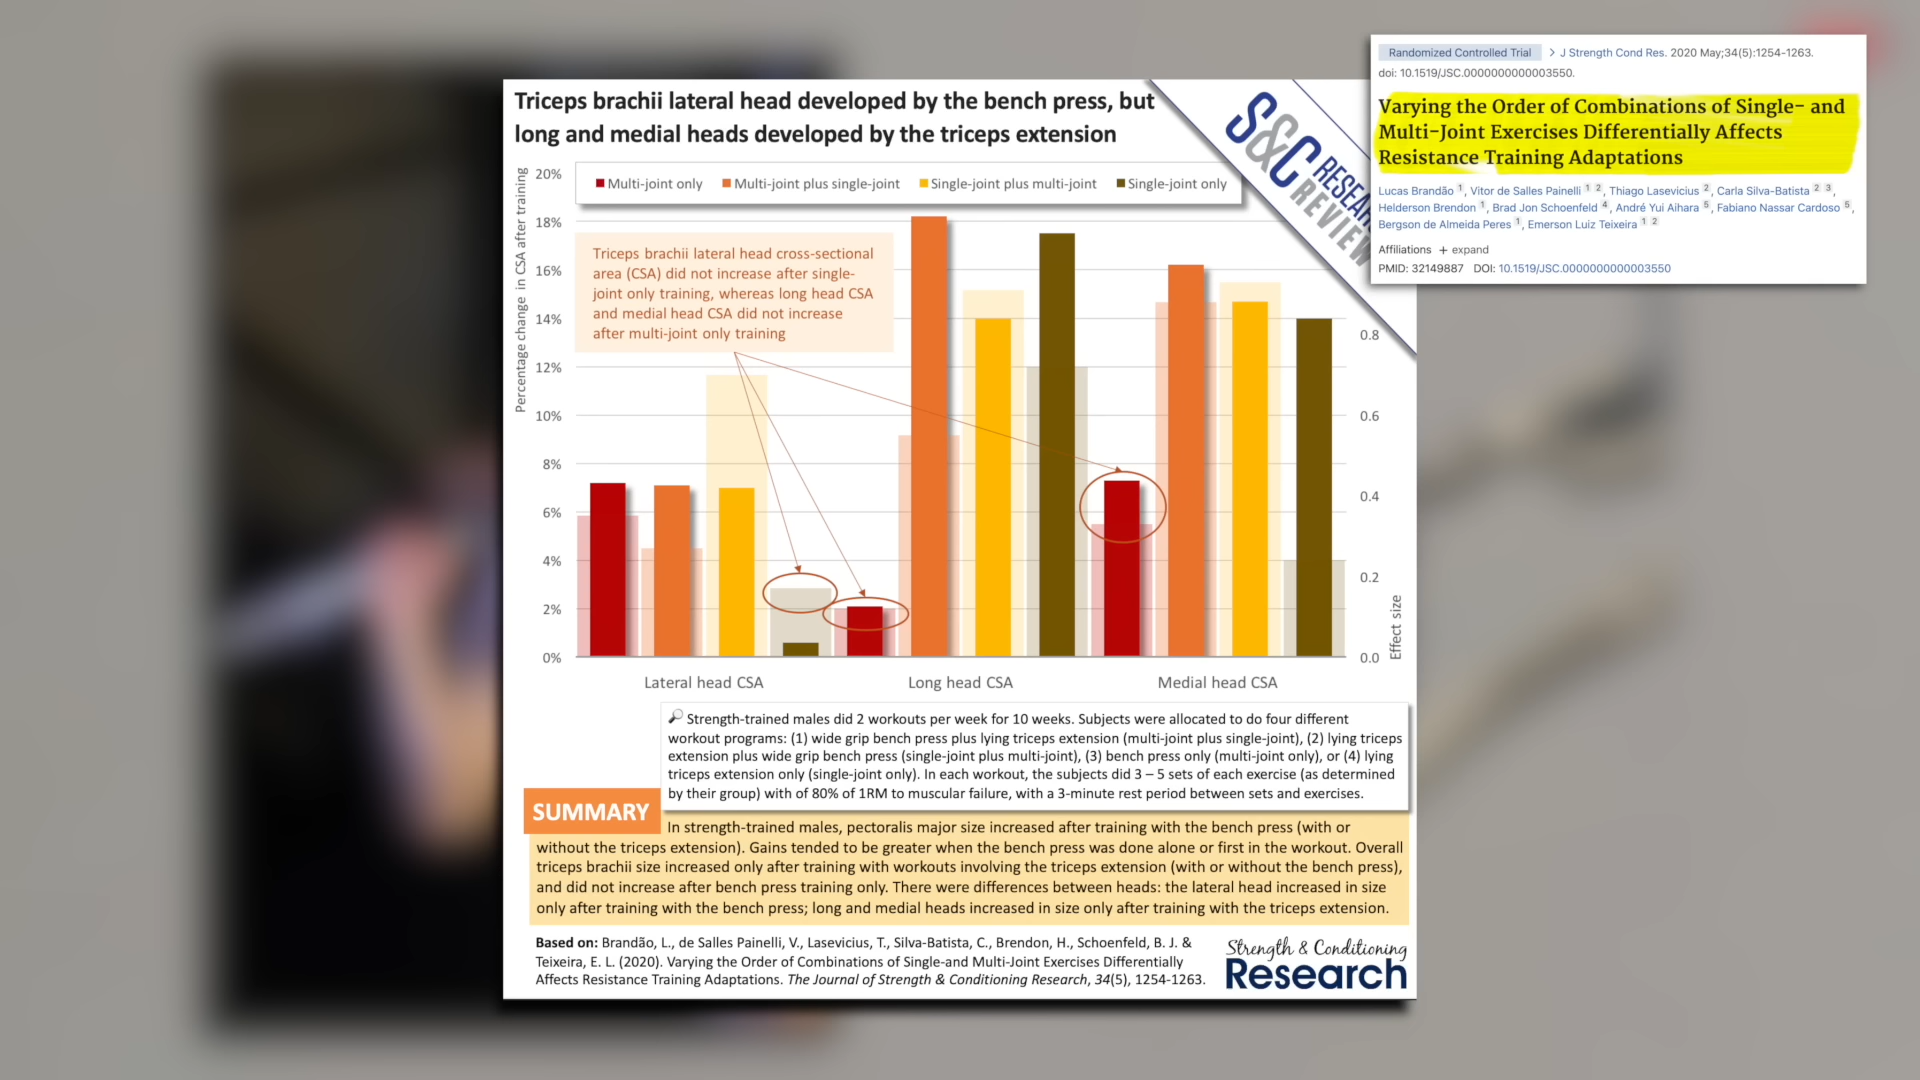 Triceps brachii lateral head developed by the bench press, but
long and medial heads developed by the triceps extension
S&C
RESEARCH
REVIEW
Percentage change in CSA after training
20%
18%
16%
14%
12%
10%
8%
6%
4%
2%
0%
Multi-joint only Multi-joint plus single-joint Single-joint plus multi-joint Single-joint only
Triceps brachii lateral head cross-sectional
area (CSA) did not increase after single-
joint only training, whereas long head CSA
and medial head CSA did not increase
after multi-joint only training
0.8
0.6
0.4
0.2
0.0
Effect size
Lateral head CSA Long head CSA Medial head CSA
Strength-trained males did 2 workouts per week for 10 weeks. Subjects were allocated to do four different
workout programs: (1) wide grip bench press plus lying triceps extension (multi-joint plus single-joint), (2) lying triceps
extension plus wide grip bench press (single-joint plus multi-joint), (3) bench press only (multi-joint only), or (4) lying
triceps extension only (single-joint only). In each workout, the subjects did 3 – 5 sets of each exercise (as determined
by their group) with of 80% of 1RM to muscular failure, with a 3-minute rest period between sets and exercises.
SUMMARY
In strength-trained males, pectoralis major size increased after training with the bench press (with or
without the triceps extension). Gains tended to be greater when the bench press was done alone or first in the workout. Overall
triceps brachii size increased only after training with workouts involving the triceps extension (with or without the bench press),
and did not increase after bench press training only. There were differences between heads: the lateral head increased in size
only after training with the bench press; long and medial heads increased in size only after training with the triceps extension.
Based on: Brandão, L., de Salles Painelli, V., Lasevicius, T., Silva-Batista, C., Brendon, H., Schoenfeld, B. J. &
Teixeira, E. L. (2020). Varying the Order of Combinations of Single-and Multi-Joint Exercises Differentially
Affects Resistance Training Adaptations. The Journal of Strength & Conditioning Research, 34(5), 1254-1263.
Strength & Conditioning
Research
Randomized Controlled Trial > J Strength Cond Res. 2020 May;34(5):1254-1263.
doi: 10.1519/JSC.0000000000003550.
Varying the Order of Combinations of Single- and
Multi-Joint Exercises Differentially Affects
Resistance Training Adaptations
Lucas Brandão 1, Vitor de Salles Painelli 1 2, Thiago Lasevicius 2, Carla Silva-Batista 2 3,
Helderson Brendon 1, Brad Jon Schoenfeld 4, André Yui Aihara 5, Fabiano Nassar Cardoso 5,
Bergson de Almeida Peres 1, Emerson Luiz Teixeira 1 2
Affiliations + expand
PMID: 32149887 DOI: 10.1519/JSC.0000000000003550